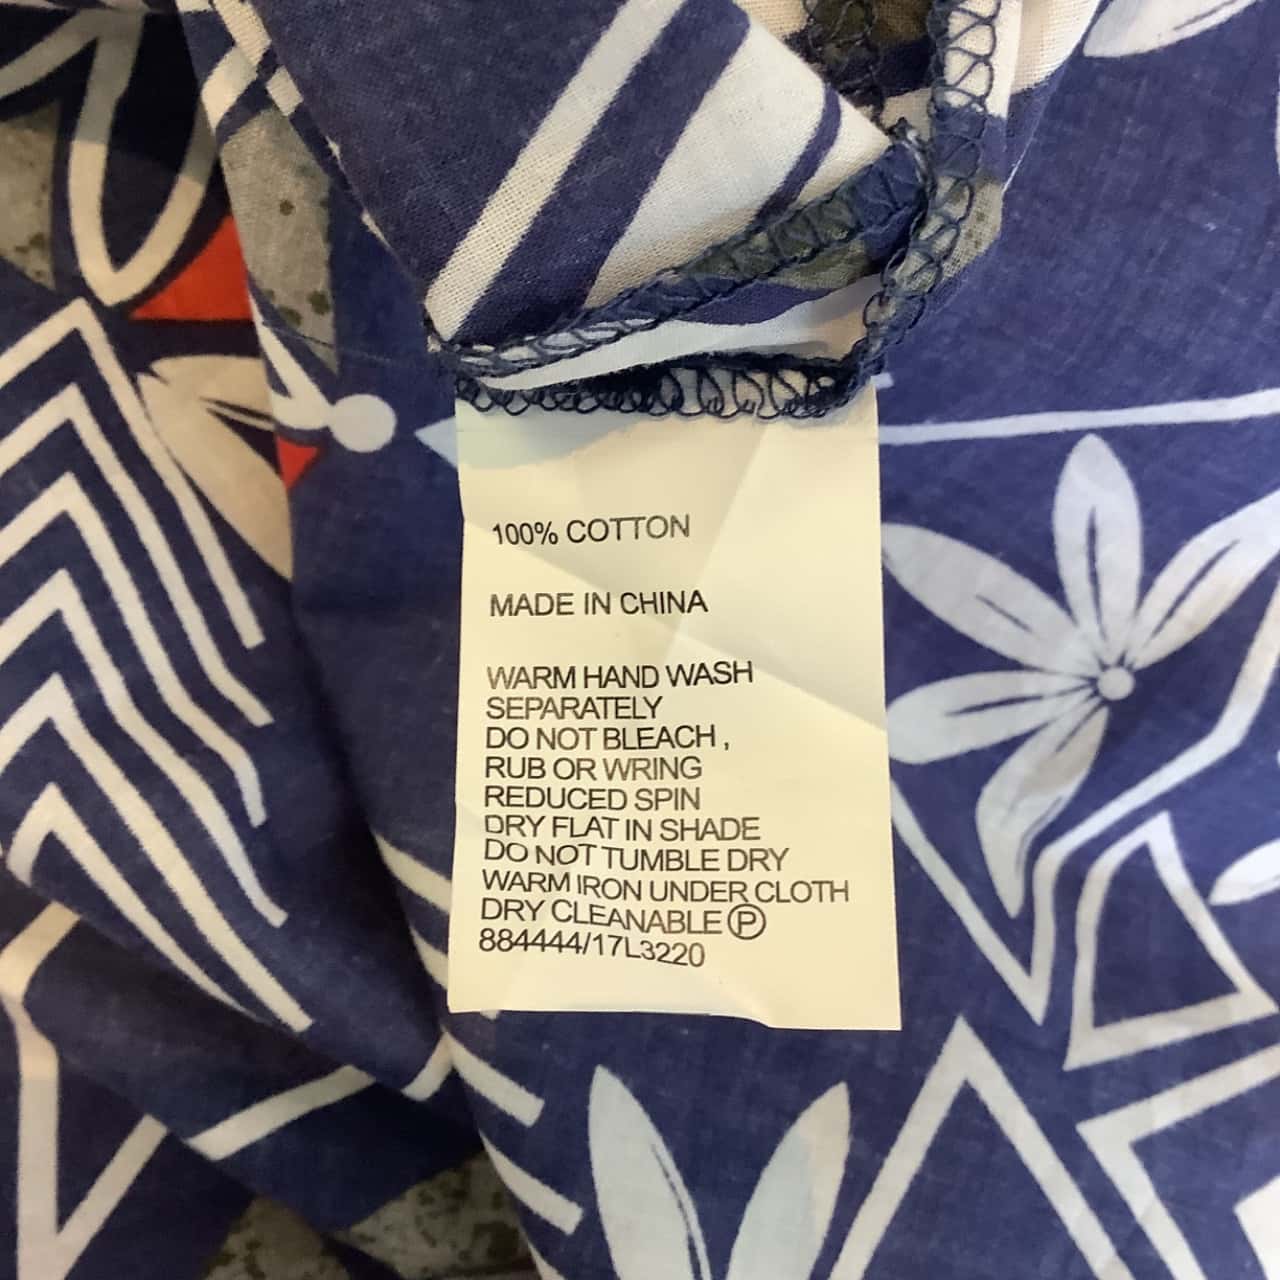 100% COTTON
MADE IN CHINA
WARM HAND WASH
SEPARATELY
DO NOT BLEACH ,
RUB OR WRING
REDUCED SPIN
DRY FLAT IN SHADE
DO NOT TUMBLE DRY
WARM IRON UNDER CLOTH
DRY CLEANABLE Ⓟ
884444/17L3220